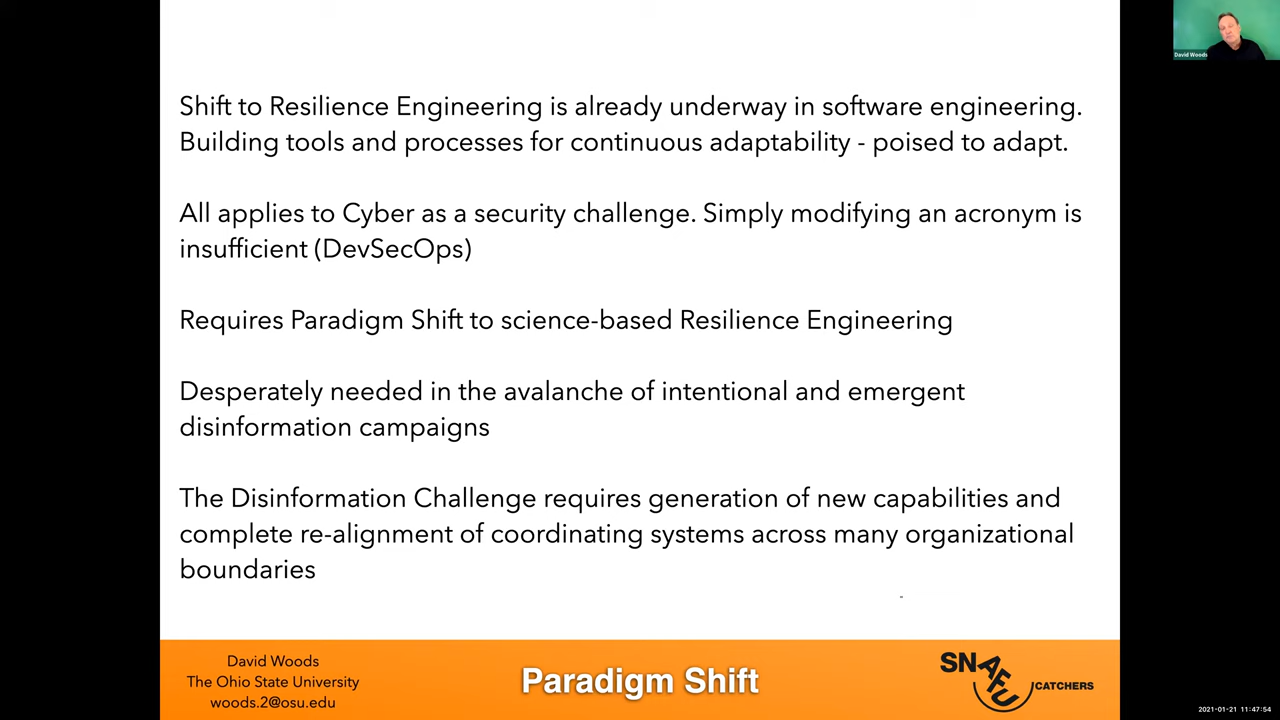 David Woods
Shift to Resilience Engineering is already underway in software engineering.
Building tools and processes for continuous adaptability - poised to adapt.
All applies to Cyber as a security challenge. Simply modifying an acronym is
insufficient (DevSecOps)
Requires Paradigm Shift to science-based Resilience Engineering
Desperately needed in the avalanche of intentional and emergent
disinformation campaigns
The Disinformation Challenge requires generation of new capabilities and
complete re-alignment of coordinating systems across many organizational
boundaries
David Woods
The Ohio State University
woods.2@osu.edu
Paradigm Shift
SNAFU CATCHERS
2021-01-21 11:47:54